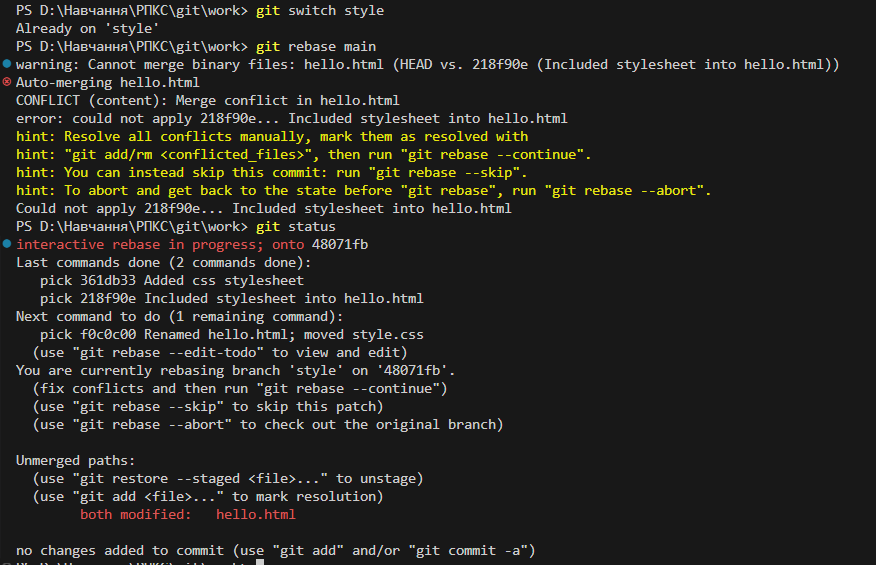 PS D:\Навчання\РПКС\git\work> git switch style
Already on 'style'
PS D:\Навчання\РПКС\git\work> git rebase main
warning: Cannot merge binary files: hello.html (HEAD vs. 218f90e (Included stylesheet into hello.html))
Auto-merging hello.html
CONFLICT (content): Merge conflict in hello.html
error: could not apply 218f90e... Included stylesheet into hello.html
hint: Resolve all conflicts manually, mark them as resolved with
hint: "git add/rm <conflicted_files>", then run "git rebase --continue".
hint: You can instead skip this commit: run "git rebase --skip".
hint: To abort and get back to the state before "git rebase", run "git rebase --abort".
Could not apply 218f90e... Included stylesheet into hello.html
PS D:\Навчання\РПКС\git\work> git status
interactive rebase in progress; onto 48071fb
Last commands done (2 commands done):
   pick 361db33 Added css stylesheet
   pick 218f90e Included stylesheet into hello.html
Next command to do (1 remaining command):
   pick f0c0c00 Renamed hello.html; moved style.css
  (use "git rebase --edit-todo" to view and edit)
You are currently rebasing branch 'style' on '48071fb'.
  (fix conflicts and then run "git rebase --continue")
  (use "git rebase --skip" to skip this patch)
  (use "git rebase --abort" to check out the original branch)

Unmerged paths:
  (use "git restore --staged <file>..." to unstage)
  (use "git add <file>..." to mark resolution)
        both modified:   hello.html

no changes added to commit (use "git add" and/or "git commit -a")
PS D:\Навчання\РПКС\git\work>